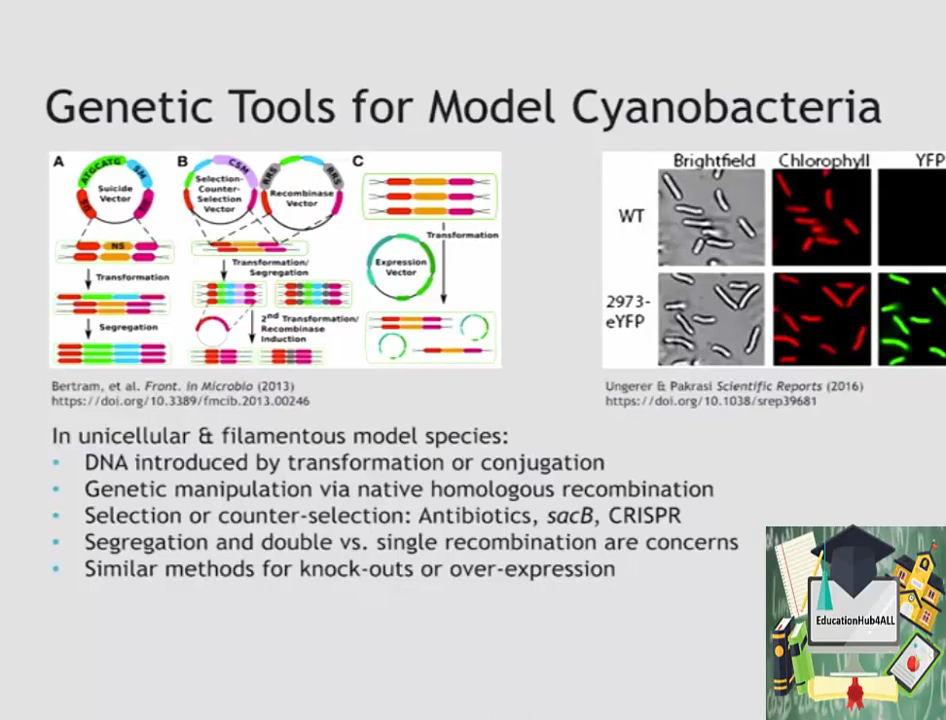 Genetic Tools for Model Cyanobacteria
A
ATGCATG
SM
Suicide
Vector
NS
Transformation
Segregation
B
CSM
Selection-
Counter-
Selection
Vector
RRS
RRS
Recombinase
Vector
Transformation/
Segregation
2nd Transformation/
Recombinase
Induction
C
Transformation
Expression
Vector
Brightfield Chlorophyll YFP
WT
2973-
eYFP
Bertram, et al. Front. in Microbio (2013)
https://doi.org/10.3389/fmcib.2013.00246
Ungerer & Pakrasi Scientific Reports (2016)
https://doi.org/10.1038/srep39681
In unicellular & filamentous model species:
• DNA introduced by transformation or conjugation
• Genetic manipulation via native homologous recombination
• Selection or counter-selection: Antibiotics, sacB, CRISPR
• Segregation and double vs. single recombination are concerns
• Similar methods for knock-outs or over-expression
EducationHub4ALL